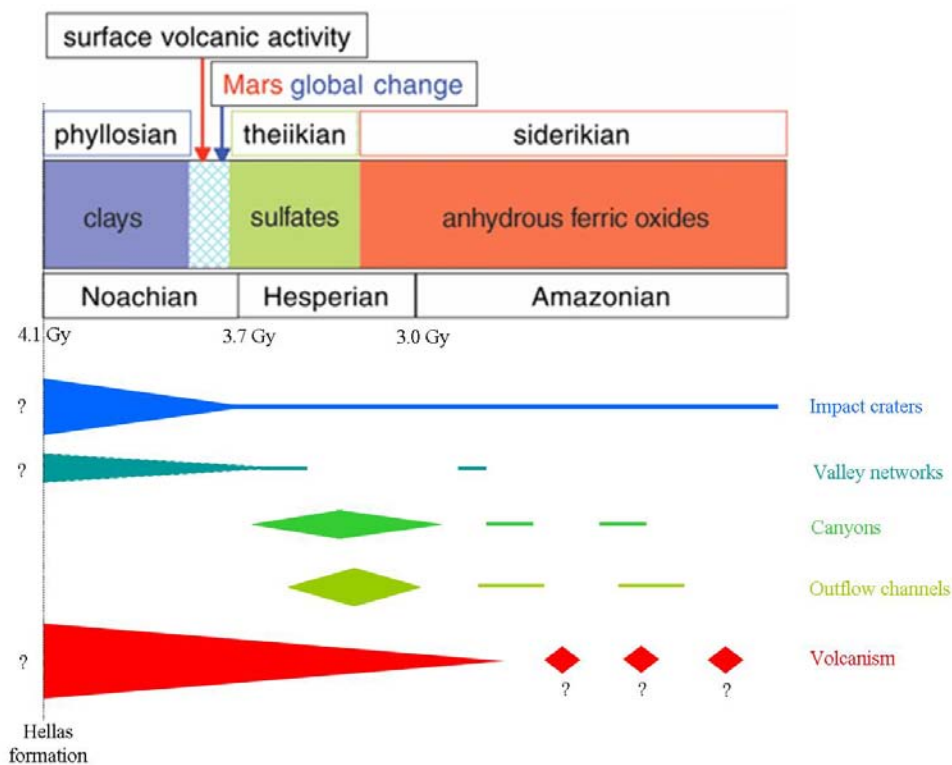 surface volcanic activity
Mars global change
phyllosian theiikian siderikian
clays sulfates anhydrous ferric oxides
Noachian Hesperian Amazonian
4.1 Gy 3.7 Gy 3.0 Gy
? Impact craters
? Valley networks
Canyons
Outflow channels
? Volcanism
? ? ?
Hellas
formation